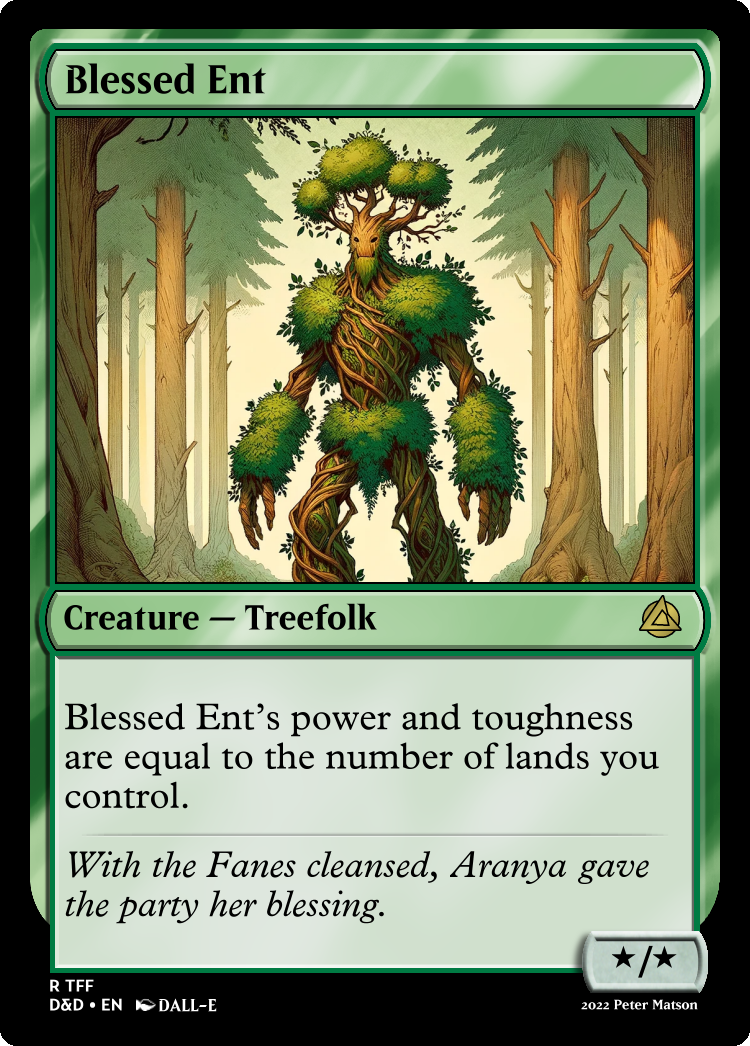 Blessed Ent
Creature — Treefolk
Blessed Ent's power and toughness
are equal to the number of lands you
control.
With the Fanes cleansed, Aranya gave
the party her blessing.
★/★
R TFF
D&D • EN DALL-E
2022 Peter Matson